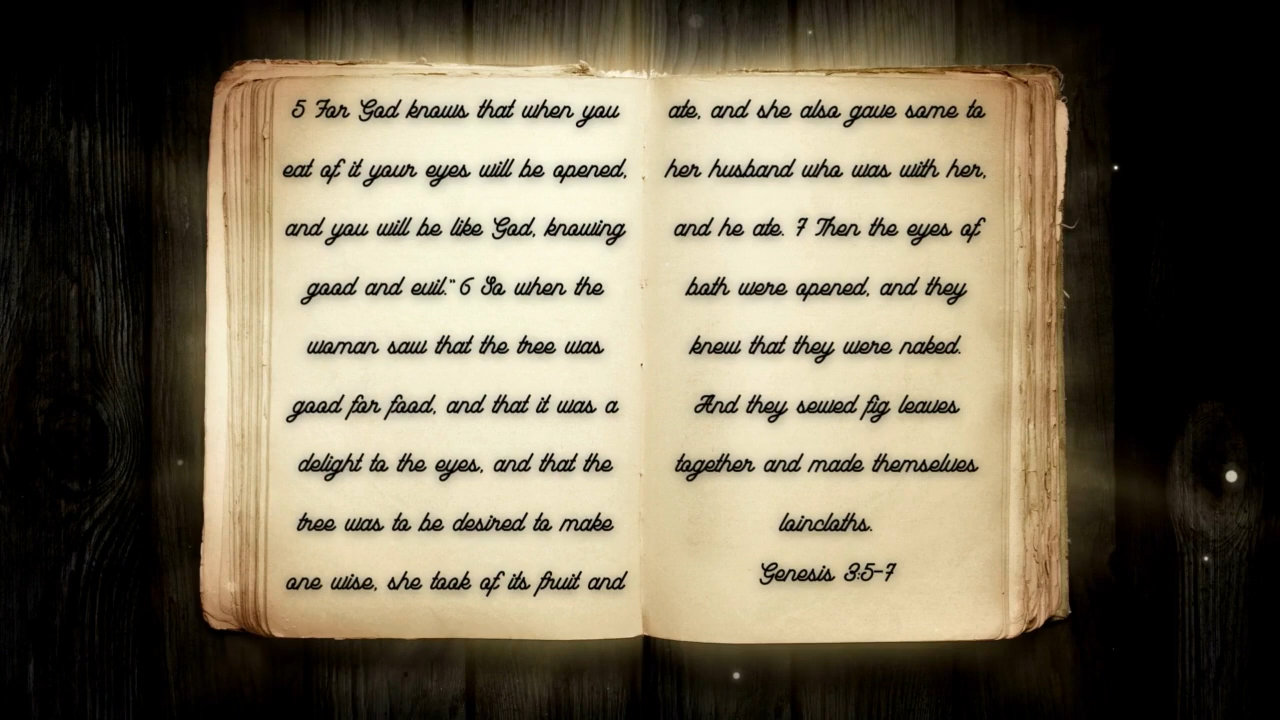 5 For God knows that when you
eat of it your eyes will be opened,
and you will be like God, knowing
good and evil." 6 So when the
woman saw that the tree was
good for food, and that it was a
delight to the eyes, and that the
tree was to be desired to make
one wise, she took of its fruit and
ate, and she also gave some to
her husband who was with her,
and he ate. 7 Then the eyes of
both were opened, and they
knew that they were naked.
And they sewed fig leaves
together and made themselves
loincloths.
Genesis 3:5-7